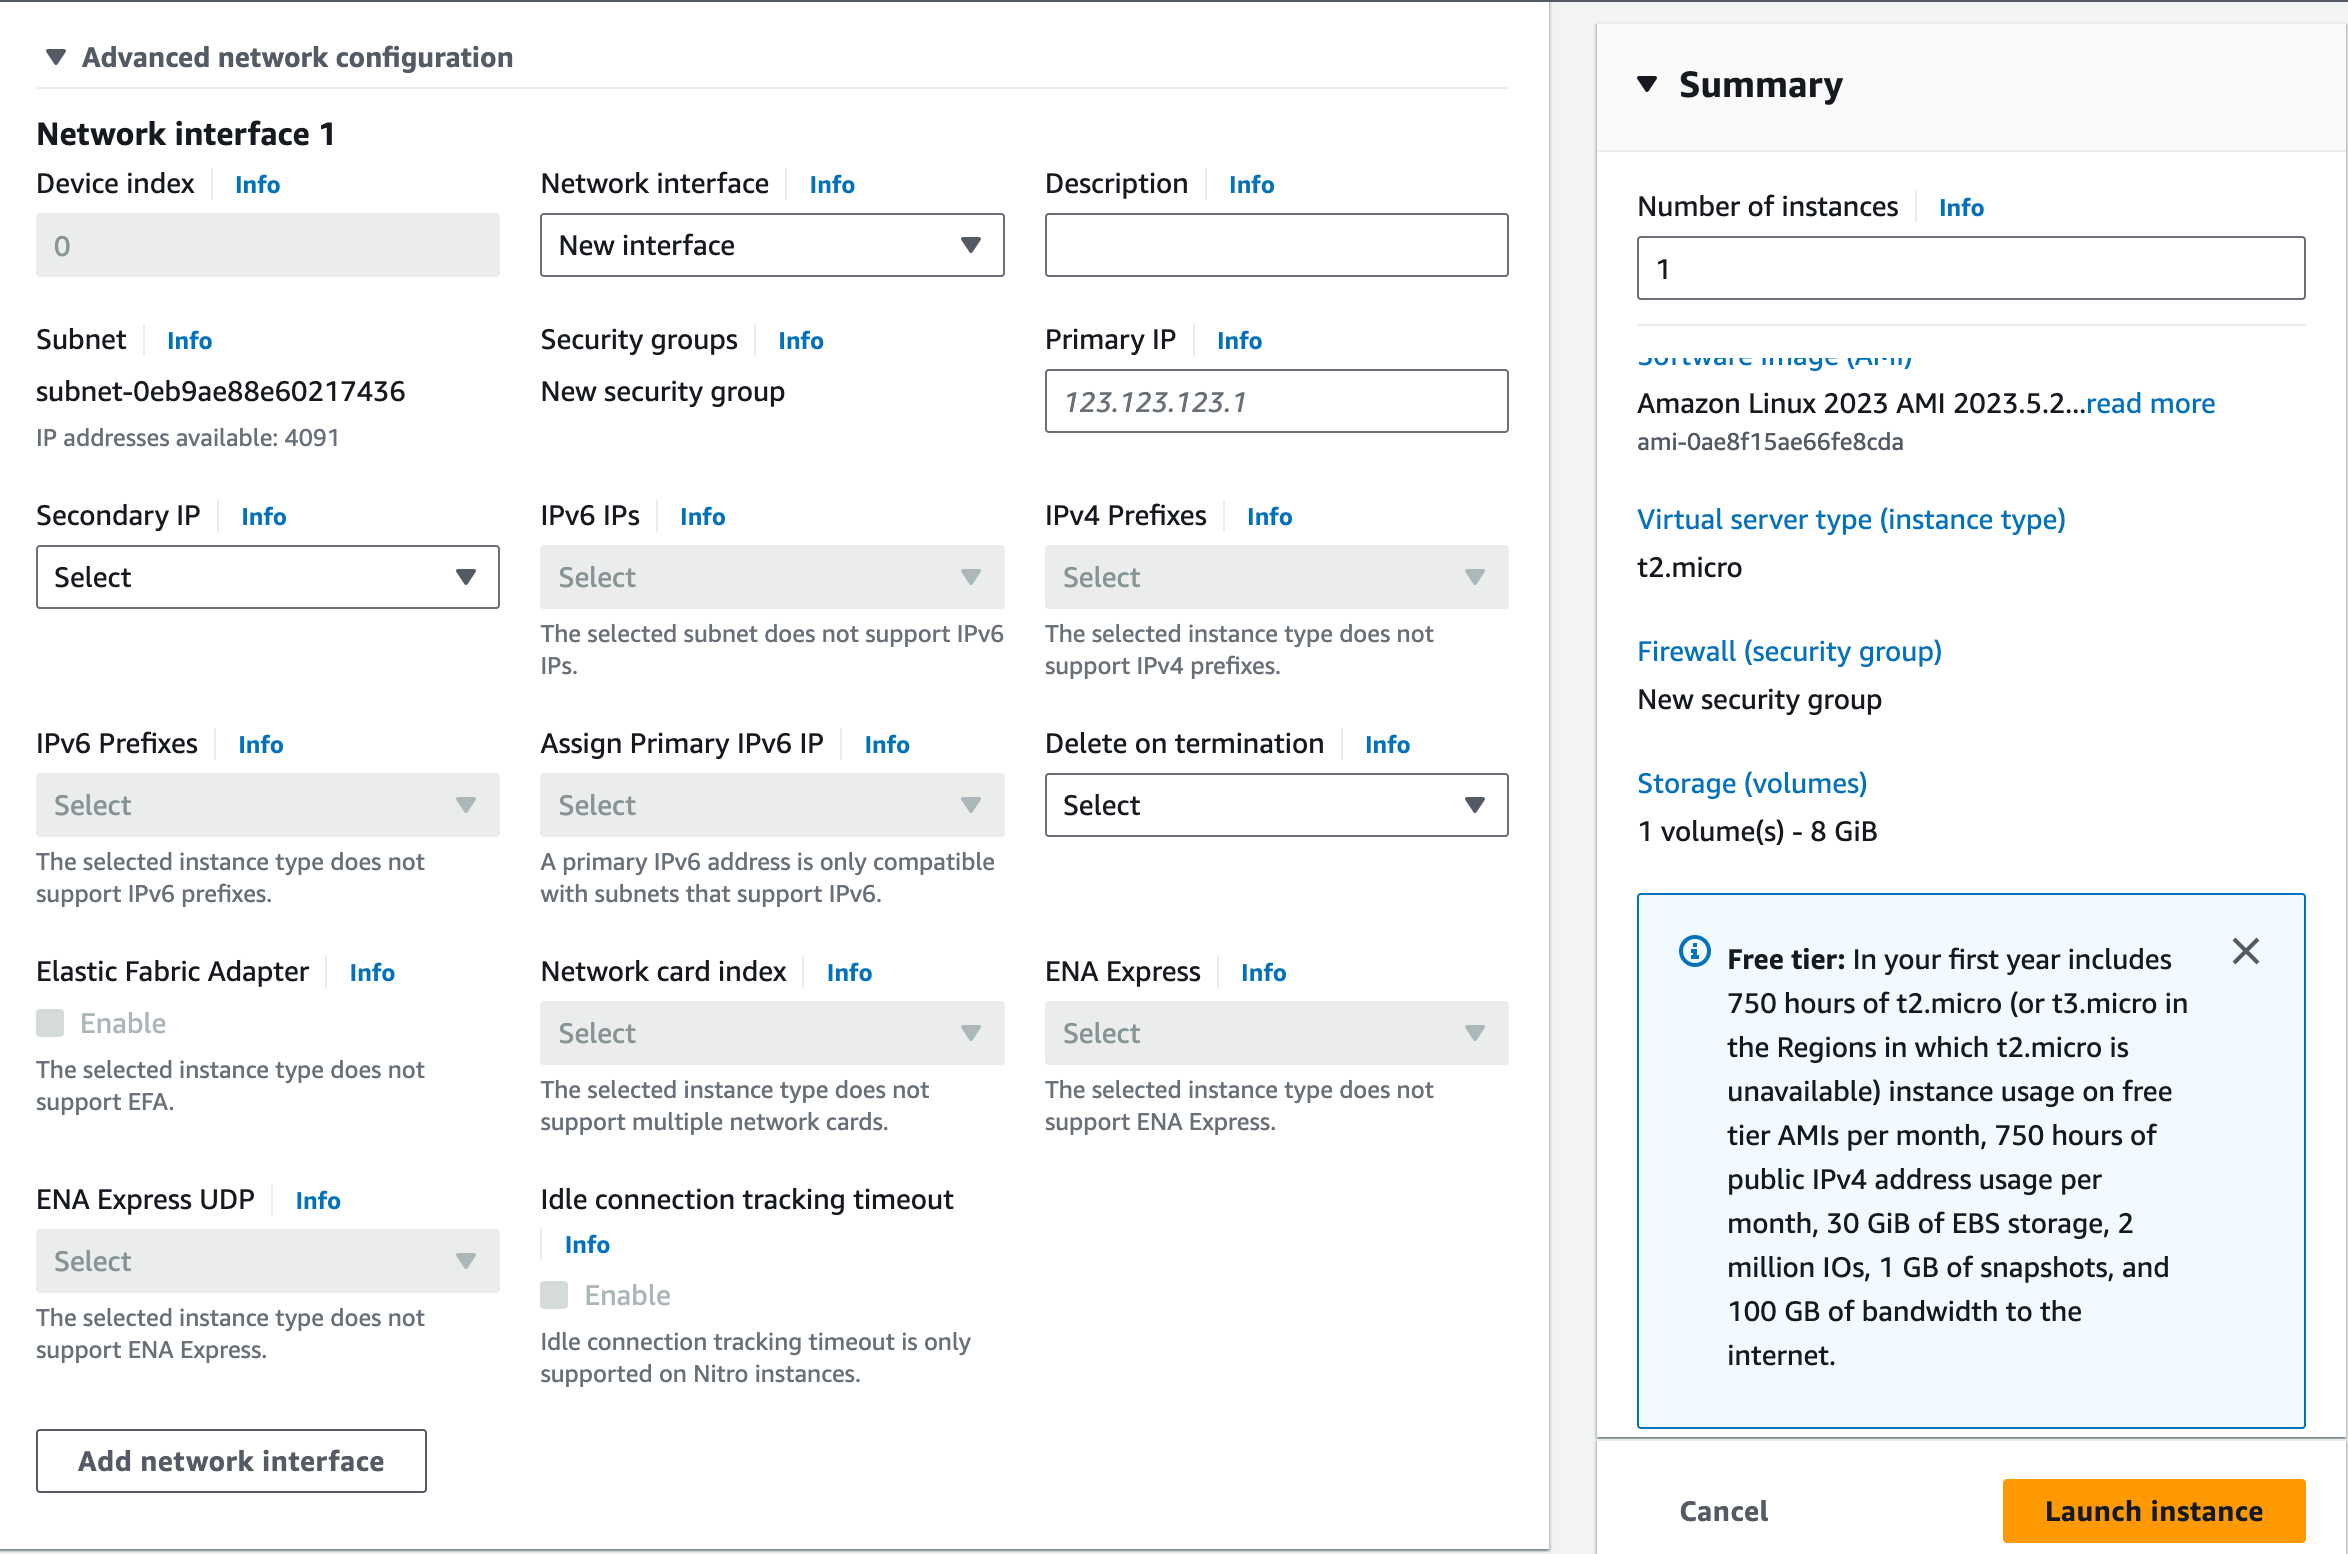 Advanced network configuration
Network interface 1
Device index Info
0
Network interface Info
New interface
Description Info
Subnet Info
subnet-0eb9ae88e60217436
IP addresses available: 4091
Security groups Info
New security group
Primary IP Info
123.123.123.1
Secondary IP Info
Select
IPv6 IPs Info
Select
The selected subnet does not support IPv6
IPs.
IPv4 Prefixes Info
Select
The selected instance type does not
support IPv4 prefixes.
IPv6 Prefixes Info
Select
The selected instance type does not
support IPv6 prefixes.
Assign Primary IPv6 IP Info
Select
A primary IPv6 address is only compatible
with subnets that support IPv6.
Delete on termination Info
Select
Elastic Fabric Adapter Info
Enable
The selected instance type does not
support EFA.
Network card index Info
Select
The selected instance type does not
support multiple network cards.
ENA Express Info
Select
The selected instance type does not
support ENA Express.
ENA Express UDP Info
Select
The selected instance type does not
support ENA Express.
Idle connection tracking timeout
Info
Enable
Idle connection tracking timeout is only
supported on Nitro instances.
Add network interface
Summary
Number of instances Info
1
Software Image (AMI)
Amazon Linux 2023 AMI 2023.5.2...read more
ami-0ae8f15ae66fe8cda
Virtual server type (instance type)
t2.micro
Firewall (security group)
New security group
Storage (volumes)
1 volume(s) - 8 GiB
Free tier: In your first year includes
750 hours of t2.micro (or t3.micro in
the Regions in which t2.micro is
unavailable) instance usage on free
tier AMIs per month, 750 hours of
public IPv4 address usage per
month, 30 GiB of EBS storage, 2
million IOs, 1 GB of snapshots, and
100 GB of bandwidth to the
internet.
Cancel
Launch instance